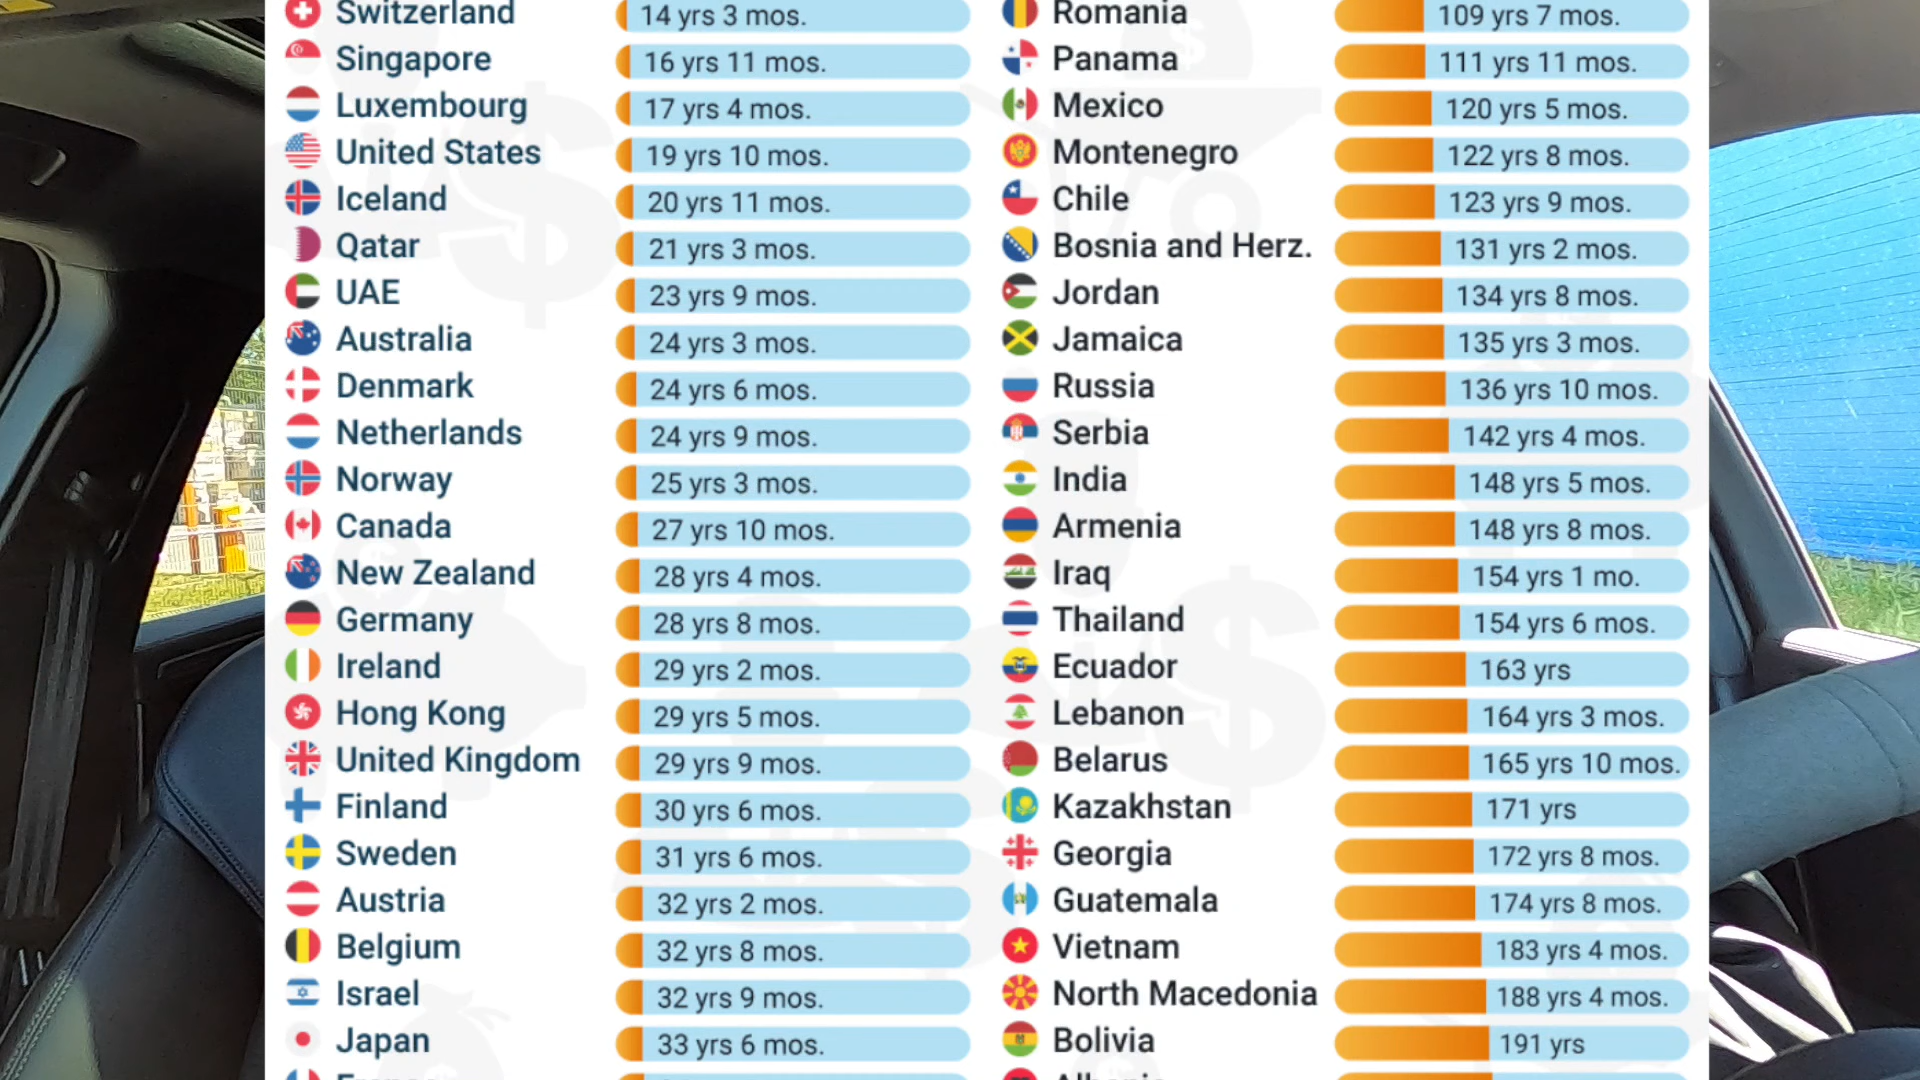 Switzerland 14 yrs 3 mos.
Singapore 16 yrs 11 mos.
Luxembourg 17 yrs 4 mos.
United States 19 yrs 10 mos.
Iceland 20 yrs 11 mos.
Qatar 21 yrs 3 mos.
UAE 23 yrs 9 mos.
Australia 24 yrs 3 mos.
Denmark 24 yrs 6 mos.
Netherlands 24 yrs 9 mos.
Norway 25 yrs 3 mos.
Canada 27 yrs 10 mos.
New Zealand 28 yrs 4 mos.
Germany 28 yrs 8 mos.
Ireland 29 yrs 2 mos.
Hong Kong 29 yrs 5 mos.
United Kingdom 29 yrs 9 mos.
Finland 30 yrs 6 mos.
Sweden 31 yrs 6 mos.
Austria 32 yrs 2 mos.
Belgium 32 yrs 8 mos.
Israel 32 yrs 9 mos.
Japan 33 yrs 6 mos.
Romania 109 yrs 7 mos.
Panama 111 yrs 11 mos.
Mexico 120 yrs 5 mos.
Montenegro 122 yrs 8 mos.
Chile 123 yrs 9 mos.
Bosnia and Herz. 131 yrs 2 mos.
Jordan 134 yrs 8 mos.
Jamaica 135 yrs 3 mos.
Russia 136 yrs 10 mos.
Serbia 142 yrs 4 mos.
India 148 yrs 5 mos.
Armenia 148 yrs 8 mos.
Iraq 154 yrs 1 mo.
Thailand 154 yrs 6 mos.
Ecuador 163 yrs
Lebanon 164 yrs 3 mos.
Belarus 165 yrs 10 mos.
Kazakhstan 171 yrs
Georgia 172 yrs 8 mos.
Guatemala 174 yrs 8 mos.
Vietnam 183 yrs 4 mos.
North Macedonia 188 yrs 4 mos.
Bolivia 191 yrs